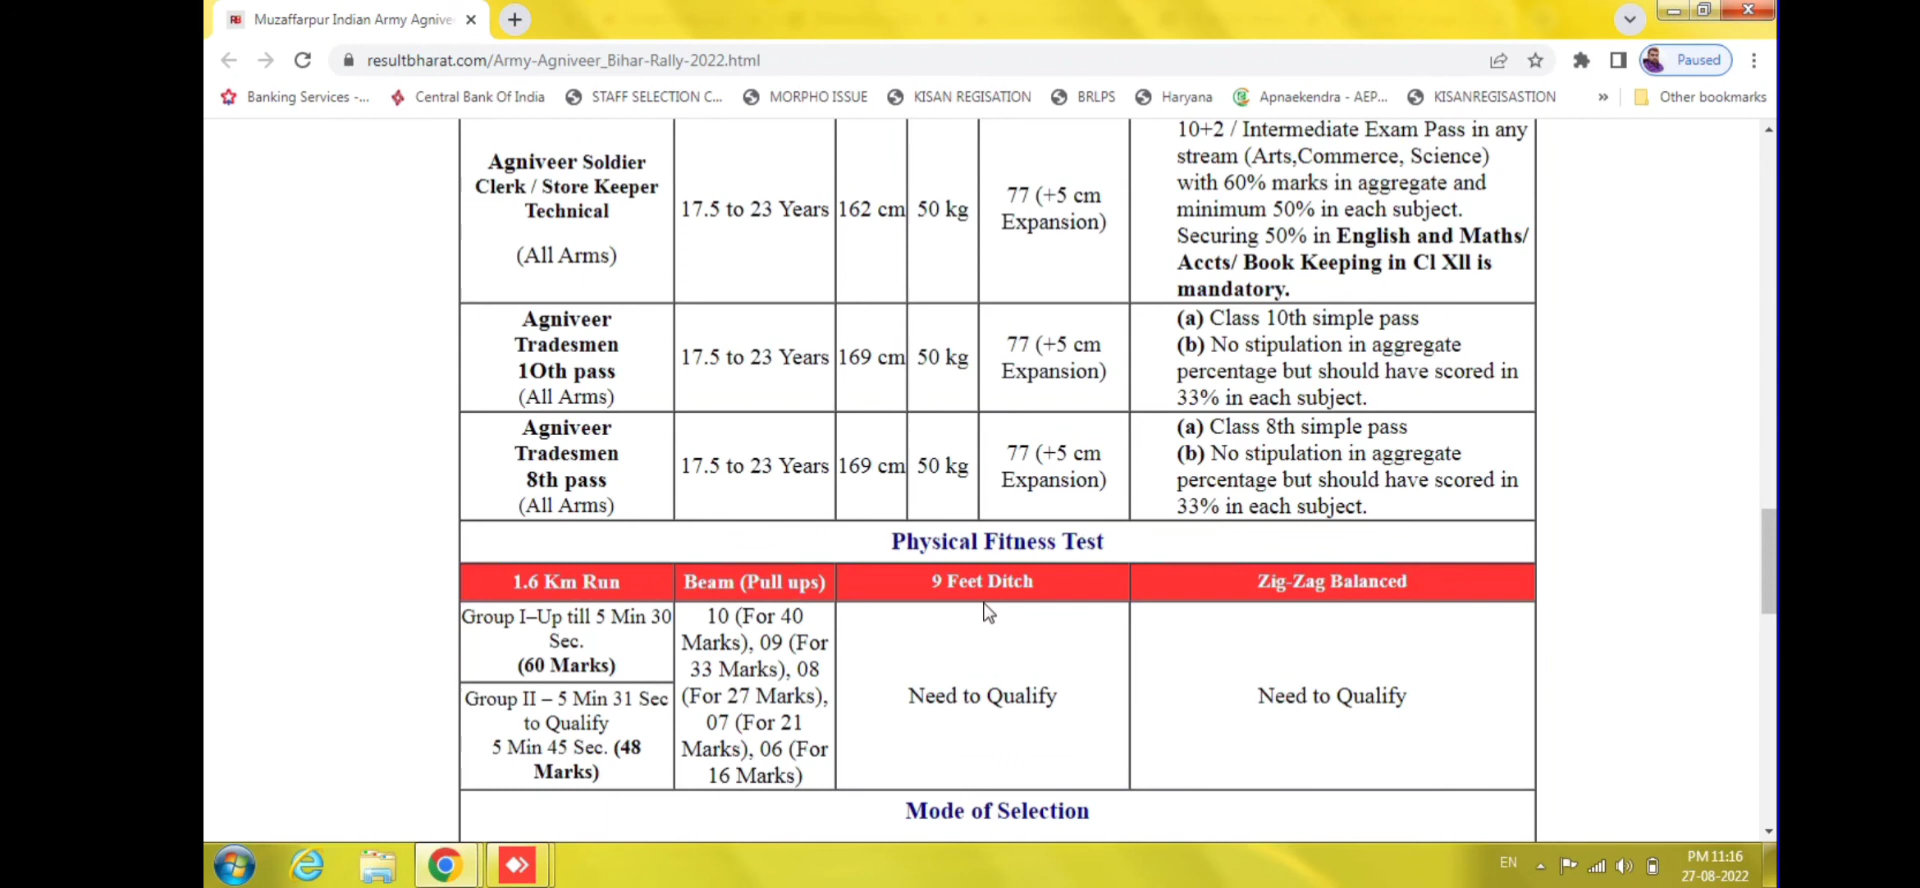 Muzaffarpur Indian Army Agnive
resultbharat.com/Army-Agniveer_Bihar-Rally-2022.html
Paused
Banking Services -...
Central Bank Of India
STAFF SELECTION C...
MORPHO ISSUE
KISAN REGISATION
BRLPS
Haryana
Apnaekendra - AEP...
KISANREGISASTION
»
Other bookmarks
Agniveer Soldier
Clerk / Store Keeper
Technical
(All Arms)
17.5 to 23 Years
162 cm
50 kg
77 (+5 cm
Expansion)
10+2 / Intermediate Exam Pass in any
stream (Arts,Commerce, Science)
with 60% marks in aggregate and
minimum 50% in each subject.
Securing 50% in English and Maths/
Accts/ Book Keeping in Cl Xll is
mandatory.
Agniveer
Tradesmen
1Oth pass
(All Arms)
17.5 to 23 Years
169 cm
50 kg
77 (+5 cm
Expansion)
(a) Class 10th simple pass
(b) No stipulation in aggregate
percentage but should have scored in
33% in each subject.
Agniveer
Tradesmen
8th pass
(All Arms)
17.5 to 23 Years
169 cm
50 kg
77 (+5 cm
Expansion)
(a) Class 8th simple pass
(b) No stipulation in aggregate
percentage but should have scored in
33% in each subject.
Physical Fitness Test
1.6 Km Run
Beam (Pull ups)
9 Feet Ditch
Zig-Zag Balanced
Group I–Up till 5 Min 30
Sec.
(60 Marks)
Group II – 5 Min 31 Sec
to Qualify
5 Min 45 Sec. (48
Marks)
10 (For 40
Marks), 09 (For
33 Marks), 08
(For 27 Marks),
07 (For 21
Marks), 06 (For
16 Marks)
Need to Qualify
Need to Qualify
Mode of Selection
EN
PM 11:16
27-08-2022